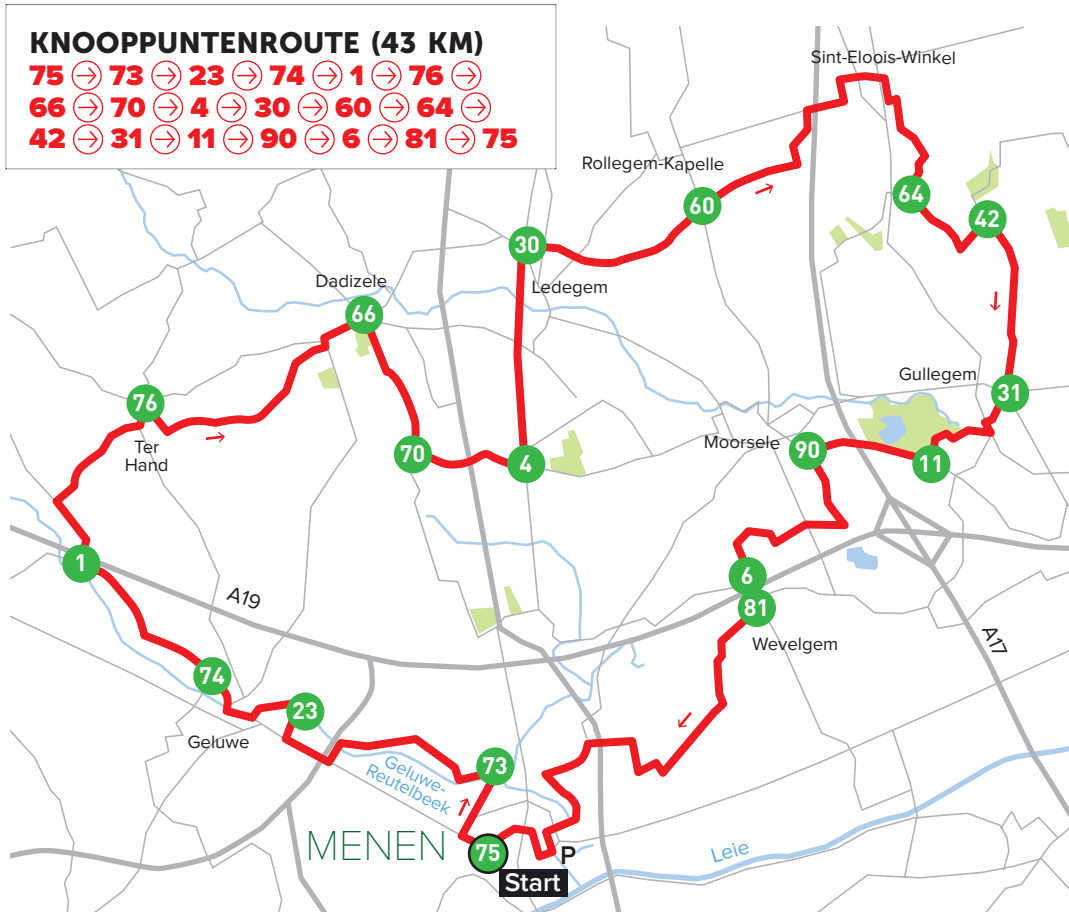 KNOOPPUNTENROUTE (43 KM)
75 → 73 → 23 → 74 → 1 → 76 →
66 → 70 → 4 → 30 → 60 → 64 →
42 → 31 → 11 → 90 → 6 → 81 → 75
Sint-Eloois-Winkel
Rollegem-Kapelle
60
64
42
30
Ledegem
Dadizele
66
Gullegem
31
76
Ter
Hand
70
4
Moorsele
90
11
1
6
81
A19
Wevelgem
A17
74
23
Geluwe
73
Geluwe-
Reutelbeek
MENEN
75
Start
P
Leie